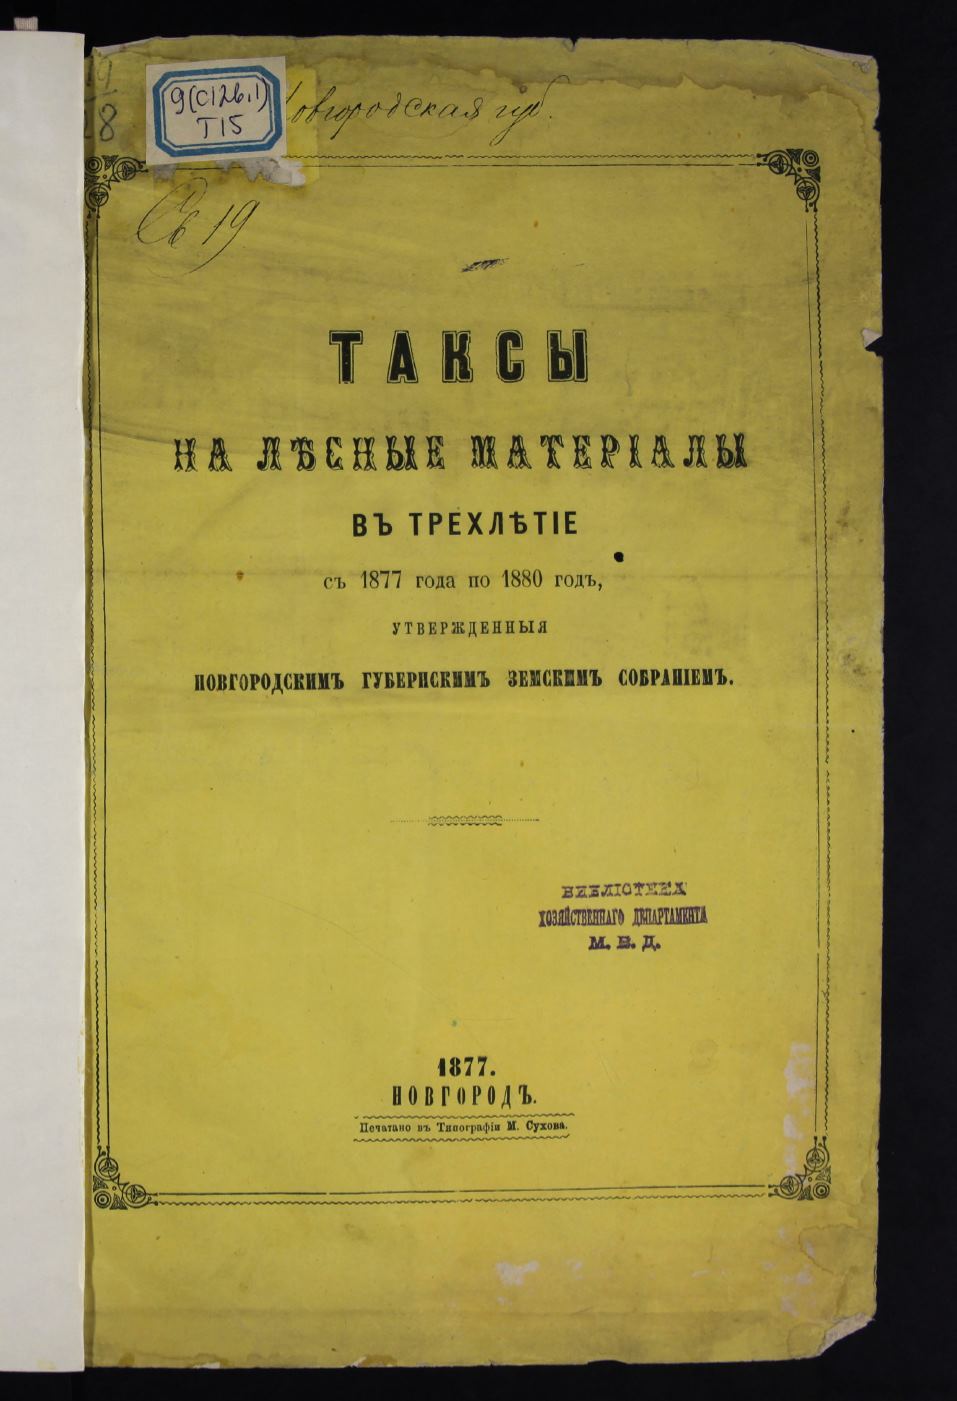 9(С126,1)
Т15
Новгородская губ.
19
ТАКСЫ
НА ЛѢСНЫЕ МАТЕРІАЛЫ
ВЪ ТРЕХЛѢТІЕ
съ 1877 года по 1880 годъ,
УТВЕРЖДЕННЫЯ
НОВГОРОДСКИМЪ ГУБЕРНСКИМЪ ЗЕМСКИМЪ СОБРАНІЕМЪ.
БИБЛІОТЕКА
ХОЗЯЙСТВЕННАГО ДЕПАРТАМЕНТА
М. В. Д.
1877.
НОВГОРОДЪ.
Печатано въ Типографіи М. Сухова.